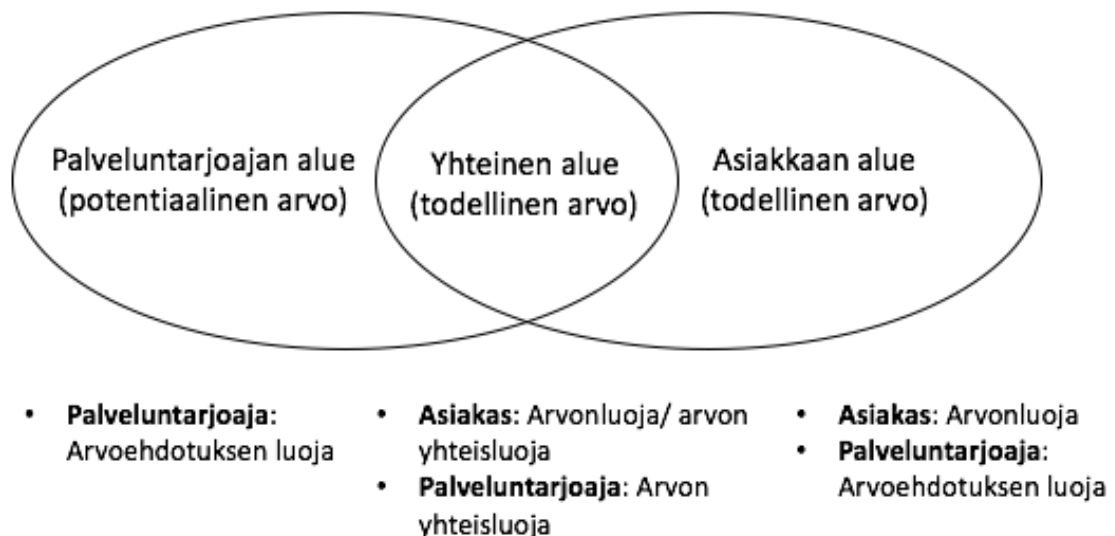 Palveluntarjoajan alue
(potentiaalinen arvo)
Yhteinen alue
(todellinen arvo)
Asiakkaan alue
(todellinen arvo)
• Palveluntarjoaja:
Arvoehdotuksen luoja
• Asiakas: Arvonluoja/ arvon
yhteisluoja
• Palveluntarjoaja: Arvon
yhteisluoja
• Asiakas: Arvonluoja
• Palveluntarjoaja:
Arvoehdotuksen luoja